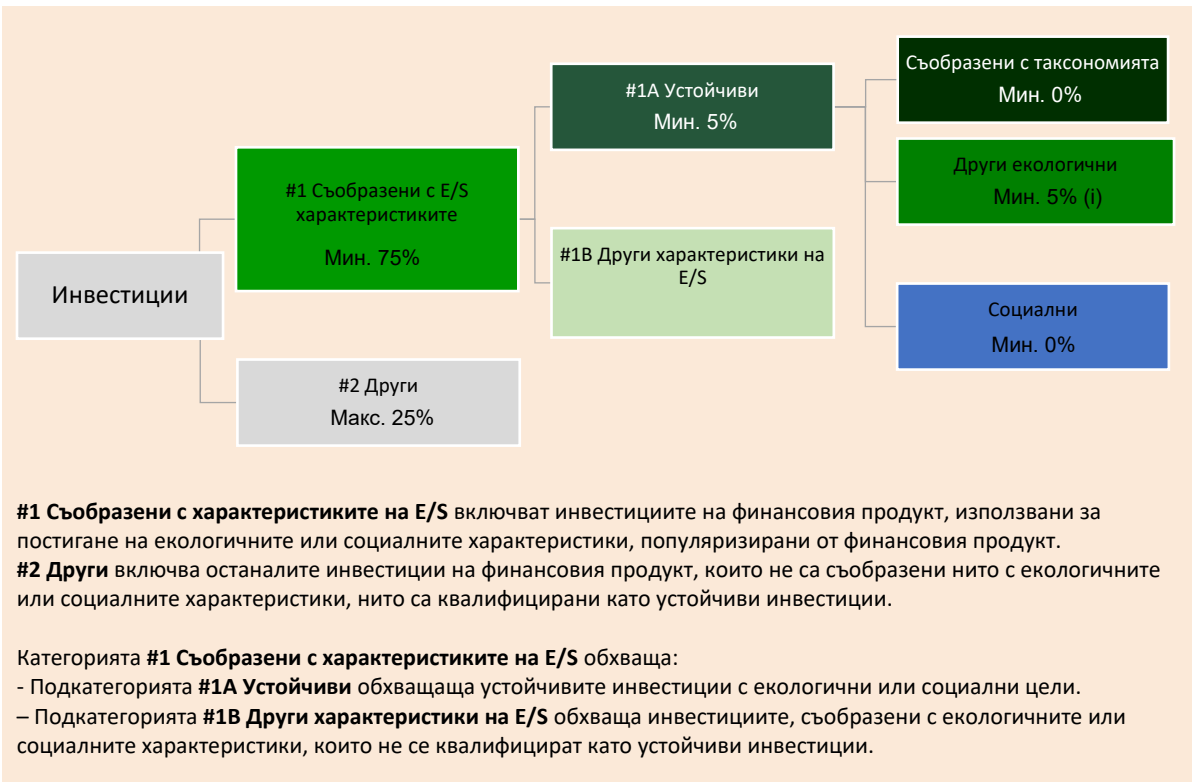 Инвестиции
#1 Съобразени с E/S
характеристиките
Мин. 75%
#2 Други
Макс. 25%
#1A Устойчиви
Мин. 5%
#1B Други характеристики на
E/S
Съобразени с таксономията
Мин. 0%
Други екологични
Мин. 5% (i)
Социални
Мин. 0%
#1 Съобразени с характеристиките на E/S включват инвестициите на финансовия продукт, използвани за
постигане на екологичните или социалните характеристики, популяризирани от финансовия продукт.
#2 Други включва останалите инвестиции на финансовия продукт, които не са съобразени нито с екологичните
или социалните характеристики, нито са квалифицирани като устойчиви инвестиции.
Категорията #1 Съобразени с характеристиките на E/S обхваща:
- Подкатегорията #1A Устойчиви обхващаща устойчивите инвестиции с екологични или социални цели.
– Подкатегорията #1B Други характеристики на E/S обхваща инвестициите, съобразени с екологичните или
социалните характеристики, които не се квалифицират като устойчиви инвестиции.